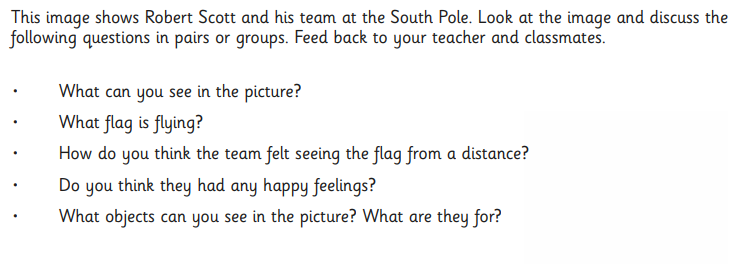 This image shows Robert Scott and his team at the South Pole. Look at the image and discuss the
following questions in pairs or groups. Feed back to your teacher and classmates.
• What can you see in the picture?
• What flag is flying?
• How do you think the team felt seeing the flag from a distance?
• Do you think they had any happy feelings?
• What objects can you see in the picture? What are they for?